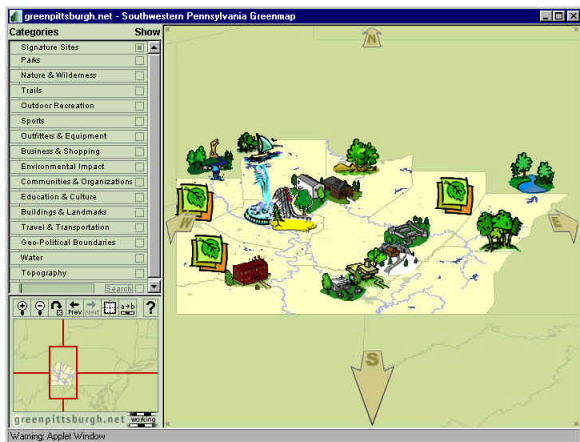 greenpittsburgh.net - Southwestern Pennsylvania Greenmap
Categories Show
Signature Sites
Parks
Nature & Wilderness
Trails
Outdoor Recreation
Sports
Outfitters & Equipment
Business & Shopping
Environmental Impact
Communities & Organizations
Education & Culture
Buildings & Landmarks
Travel & Transportation
Geo-Political Boundaries
Water
Topography
Search
Prev Next a→b ?
greenpittsburgh.net working
Warning: Applet Window
N
E
S